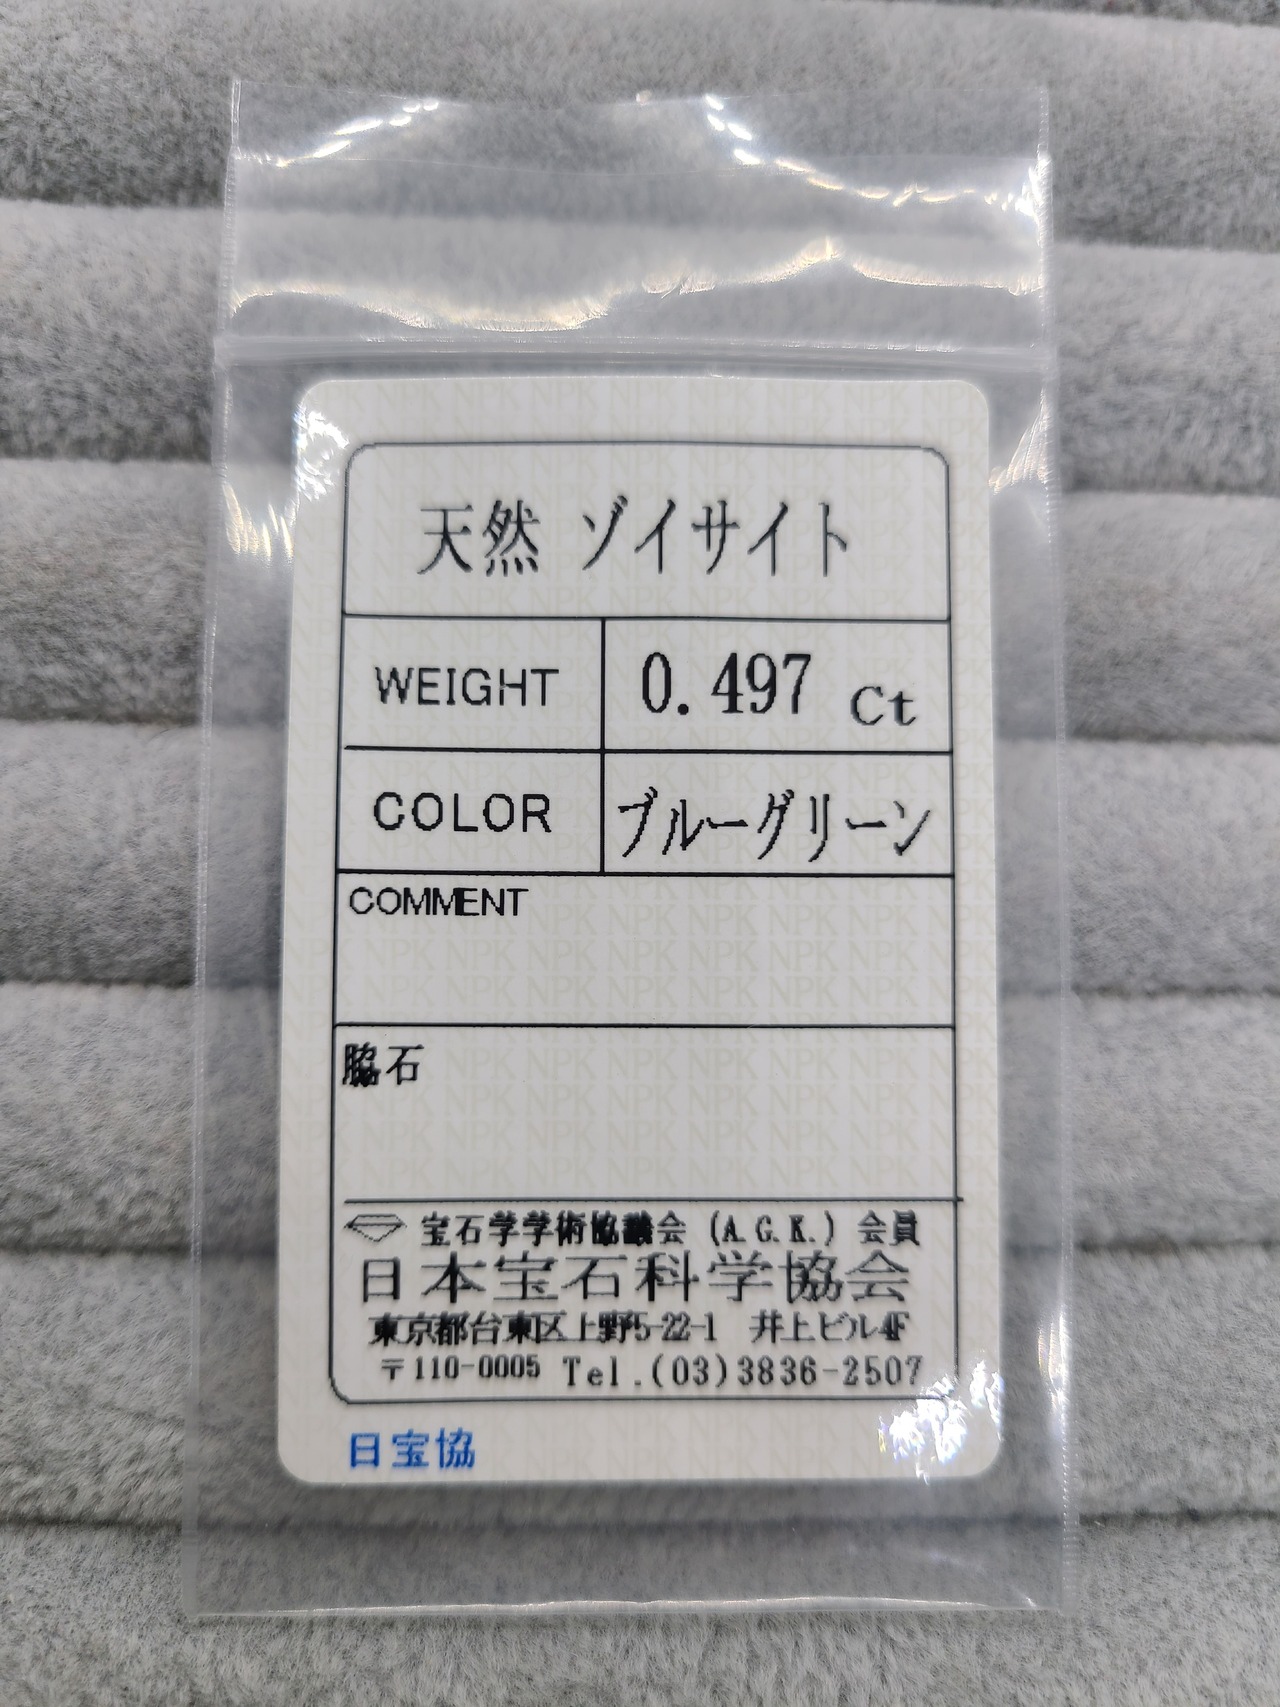 天然 ゾイサイト
WEIGHT 0.497 Ct
COLOR ブルーグリーン
COMMENT
脇石
宝石学学術協議会 (A.G.K.) 会員
日本宝石科学協会
東京都台東区上野5-22-1 井上ビル4F
〒110-0005 Tel.(03)3836-2507
日宝協